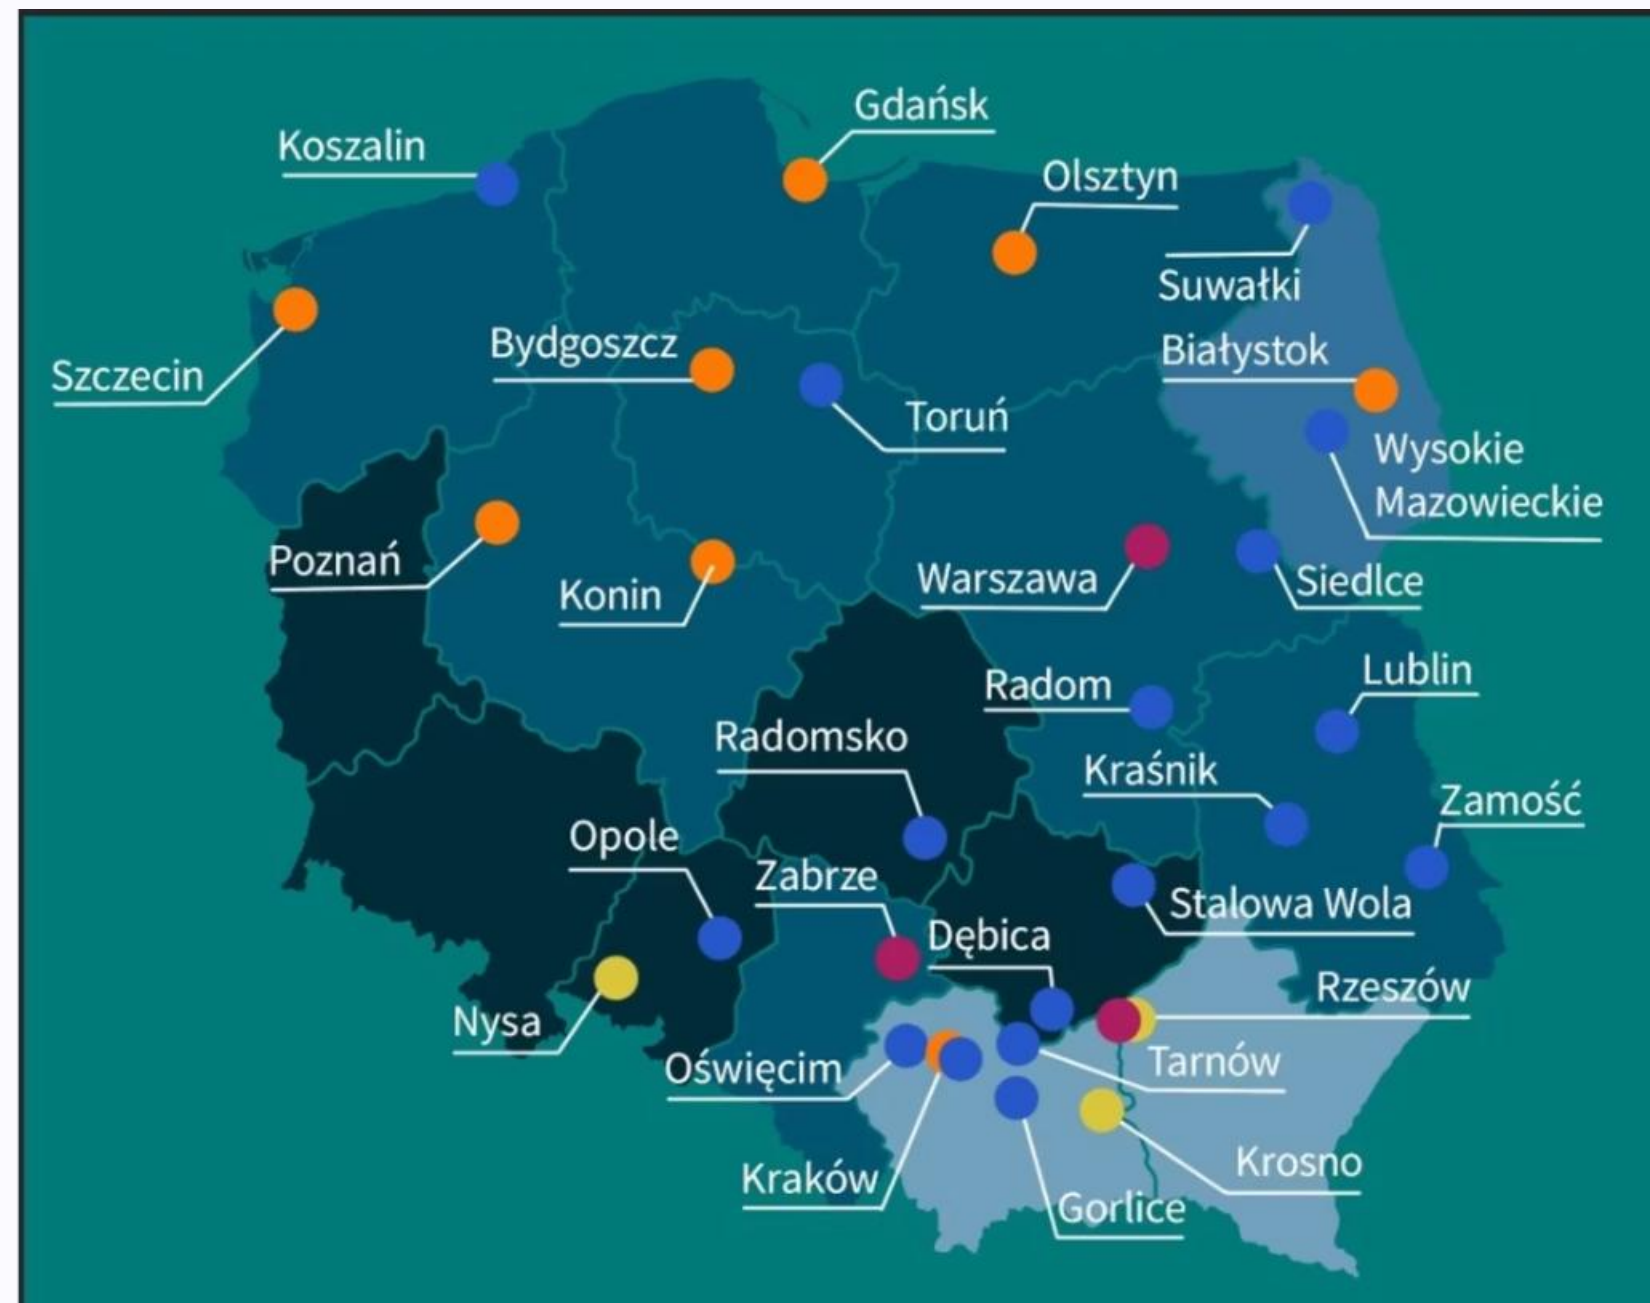 Gdańsk
Koszalin
Olsztyn
Suwałki
Bydgoszcz
Białystok
Szczecin
Toruń
Wysokie
Mazowieckie
Poznań
Konin
Warszawa
Siedlce
Lublin
Radom
Radomsko
Kraśnik
Zamość
Opole
Zabrze
Stalowa Wola
Dębica
Rzeszów
Nysa
Oświęcim
Tarnów
Kraków
Krosno
Gorlice